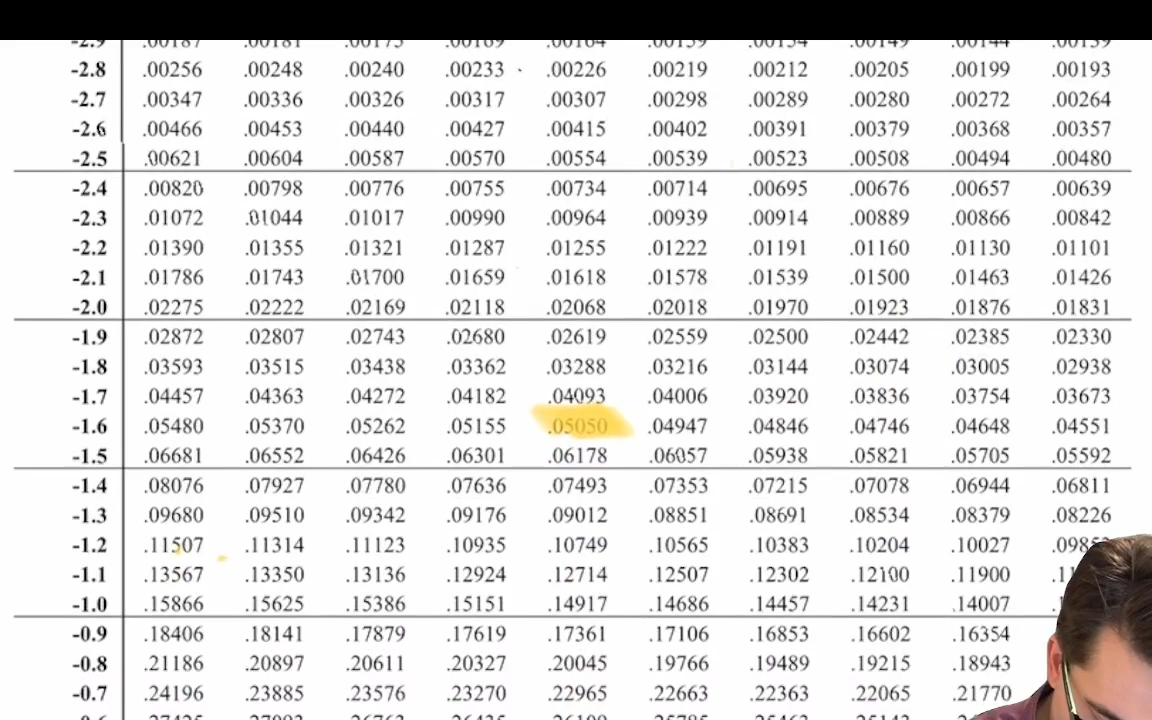 -2.9 .00187 .00181 .00175 .00169 .00164 .00159 .00154 .00149 .00144 .00139
-2.8 .00256 .00248 .00240 .00233 .00226 .00219 .00212 .00205 .00199 .00193
-2.7 .00347 .00336 .00326 .00317 .00307 .00298 .00289 .00280 .00272 .00264
-2.6 .00466 .00453 .00440 .00427 .00415 .00402 .00391 .00379 .00368 .00357
-2.5 .00621 .00604 .00587 .00570 .00554 .00539 .00523 .00508 .00494 .00480
-2.4 .00820 .00798 .00776 .00755 .00734 .00714 .00695 .00676 .00657 .00639
-2.3 .01072 .01044 .01017 .00990 .00964 .00939 .00914 .00889 .00866 .00842
-2.2 .01390 .01355 .01321 .01287 .01255 .01222 .01191 .01160 .01130 .01101
-2.1 .01786 .01743 .01700 .01659 .01618 .01578 .01539 .01500 .01463 .01426
-2.0 .02275 .02222 .02169 .02118 .02068 .02018 .01970 .01923 .01876 .01831
-1.9 .02872 .02807 .02743 .02680 .02619 .02559 .02500 .02442 .02385 .02330
-1.8 .03593 .03515 .03438 .03362 .03288 .03216 .03144 .03074 .03005 .02938
-1.7 .04457 .04363 .04272 .04182 .04093 .04006 .03920 .03836 .03754 .03673
-1.6 .05480 .05370 .05262 .05155 .05050 .04947 .04846 .04746 .04648 .04551
-1.5 .06681 .06552 .06426 .06301 .06178 .06057 .05938 .05821 .05705 .05592
-1.4 .08076 .07927 .07780 .07636 .07493 .07353 .07215 .07078 .06944 .06811
-1.3 .09680 .09510 .09342 .09176 .09012 .08851 .08691 .08534 .08379 .08226
-1.2 .11507 .11314 .11123 .10935 .10749 .10565 .10383 .10204 .10027
-1.1 .13567 .13350 .13136 .12924 .12714 .12507 .12302 .12100 .11900
-1.0 .15866 .15625 .15386 .15151 .14917 .14686 .14457 .14231 .14007
-0.9 .18406 .18141 .17879 .17619 .17361 .17106 .16853 .16602 .16354
-0.8 .21186 .20897 .20611 .20327 .20045 .19766 .19489 .19215 .18943
-0.7 .24196 .23885 .23576 .23270 .22965 .22663 .22363 .22065 .21770